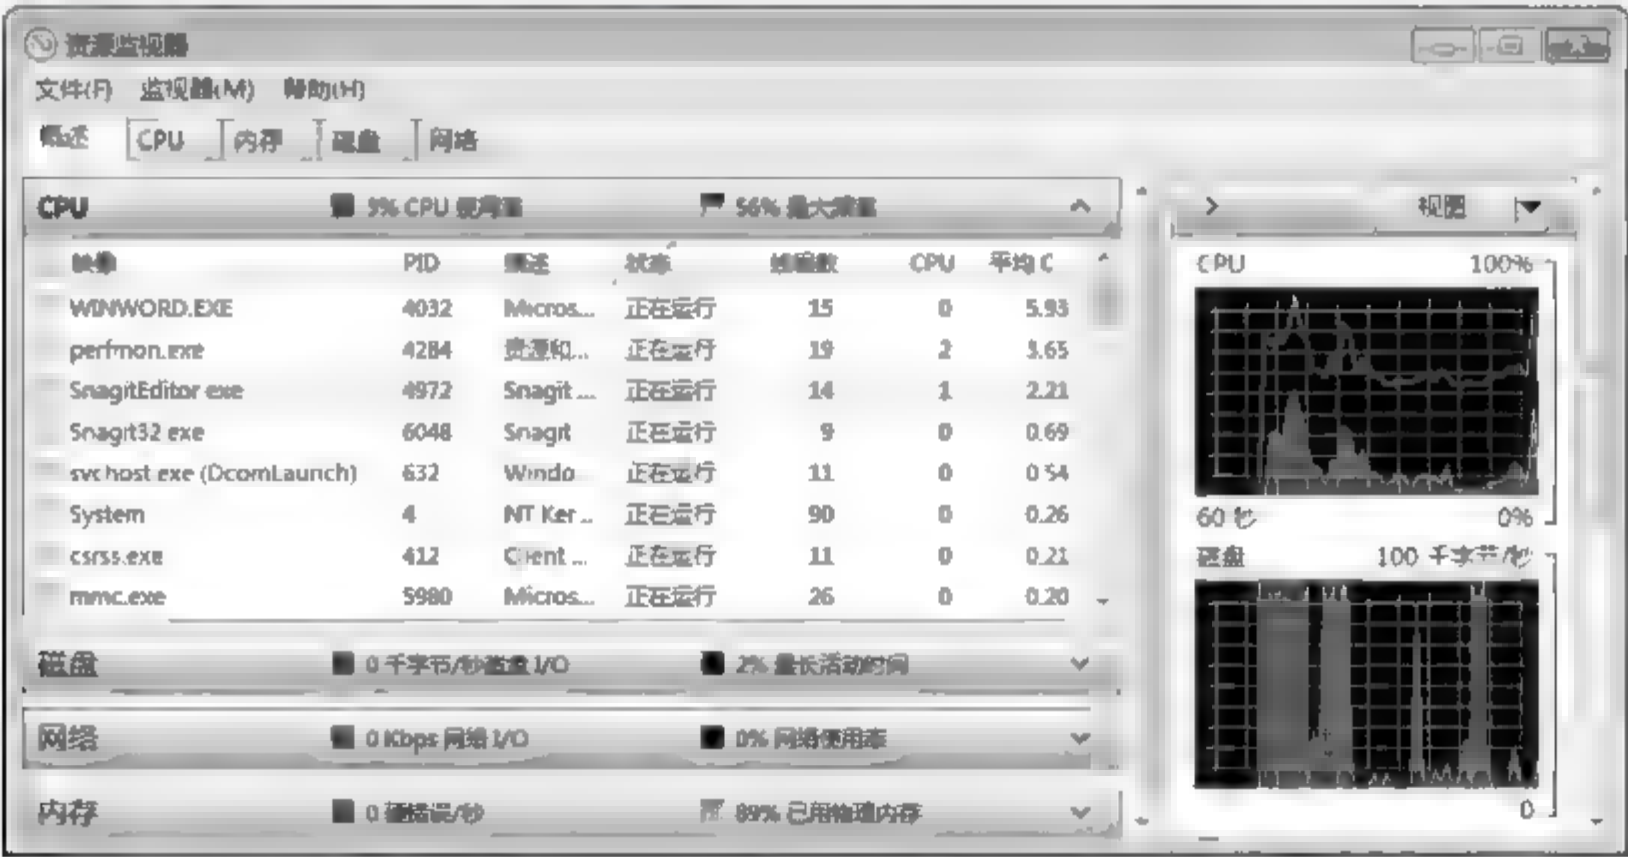 资源监视器
文件(F) 监视器(M) 帮助(H)
概述 CPU 内存 磁盘 网络
CPU 9% CPU 使用量 56% 最大频率
映像 PID 描述 状态 线程数 CPU 平均 C
WINWORD.EXE 4032 Micros... 正在运行 15 0 5.93
perfmon.exe 4284 资源和... 正在运行 19 2 3.65
SnagitEditor.exe 4972 Snagit ... 正在运行 14 1 2.21
Snagit32.exe 6048 Snagit 正在运行 9 0 0.69
svchost.exe (DcomLaunch) 632 Windo 正在运行 11 0 0.54
System 4 NT Ker... 正在运行 90 0 0.26
csrss.exe 412 Client ... 正在运行 11 0 0.21
mmc.exe 5980 Micros... 正在运行 26 0 0.20
磁盘 0 千字节/秒磁盘 I/O 2% 最长活动时间
网络 0 Kbps 网络 I/O 0% 网络使用率
内存 0 硬错误/秒 89% 已用物理内存
视图
CPU 100%
60 秒 0%
磁盘 100 千字节/秒
0